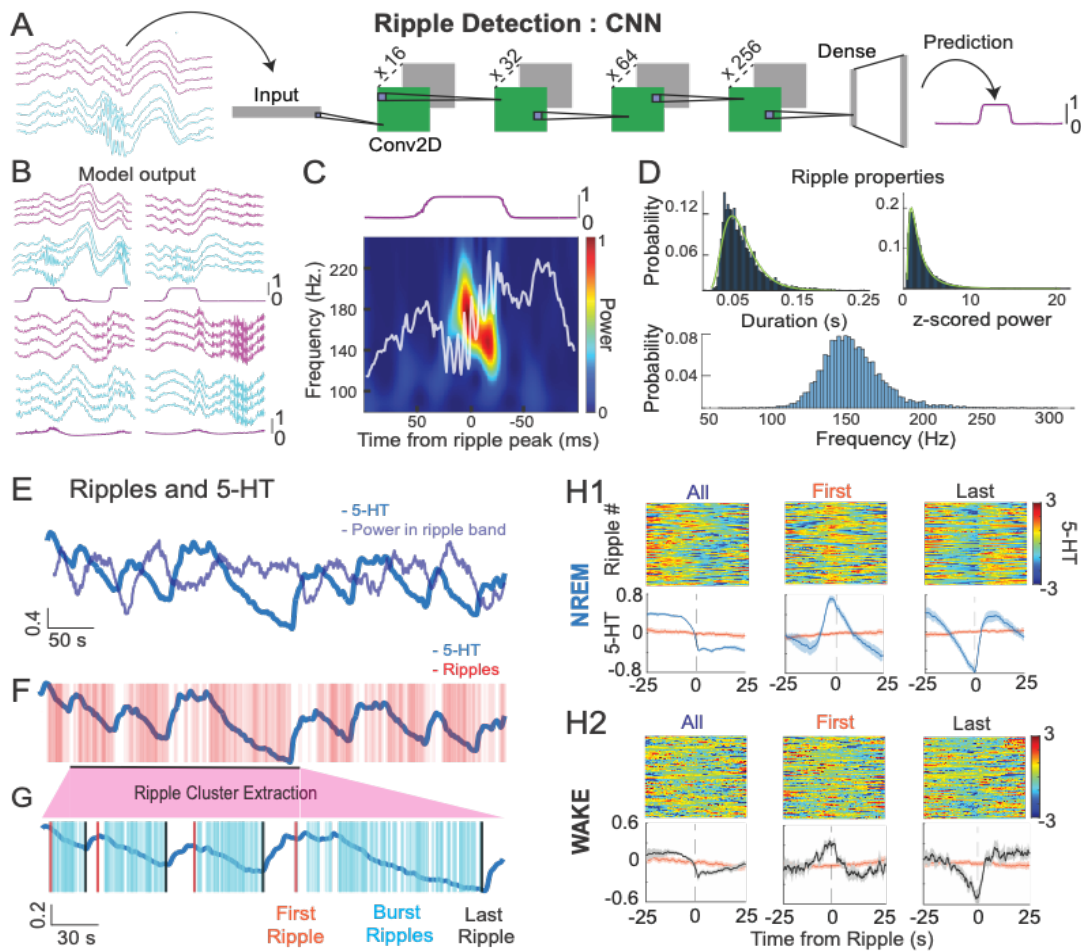 A
Ripple Detection : CNN
Input
x 16
x 32
x 64
x 256
Conv2D
Dense
Prediction
1
0
B
Model output
1
0
1
0
C
1
0
Frequency (Hz.)
220
180
140
100
50
0
-50
Time from ripple peak (ms)
1
0
Power
D
Ripple properties
Probability
0.12
0.06
0.05
0.15
0.25
Duration (s)
0.2
0.1
0
10
20
z-scored power
Probability
0.08
0.04
50
100
150
200
250
300
Frequency (Hz)
E
Ripples and 5-HT
- 5-HT
- Power in ripple band
0.4
50 s
- 5-HT
- Ripples
F
Ripple Cluster Extraction
G
0.2
30 s
First Ripple
Burst Ripples
Last Ripple
H1
All
First
Last
Ripple #
3
-3
5-HT
NREM
5-HT
0.8
0
-0.8
-25 0 25
-25 0 25
-25 0 25
H2
All
First
Last
3
-3
WAKE
0.6
0
-0.6
-25 0 25
-25 0 25
-25 0 25
Time from Ripple (s)